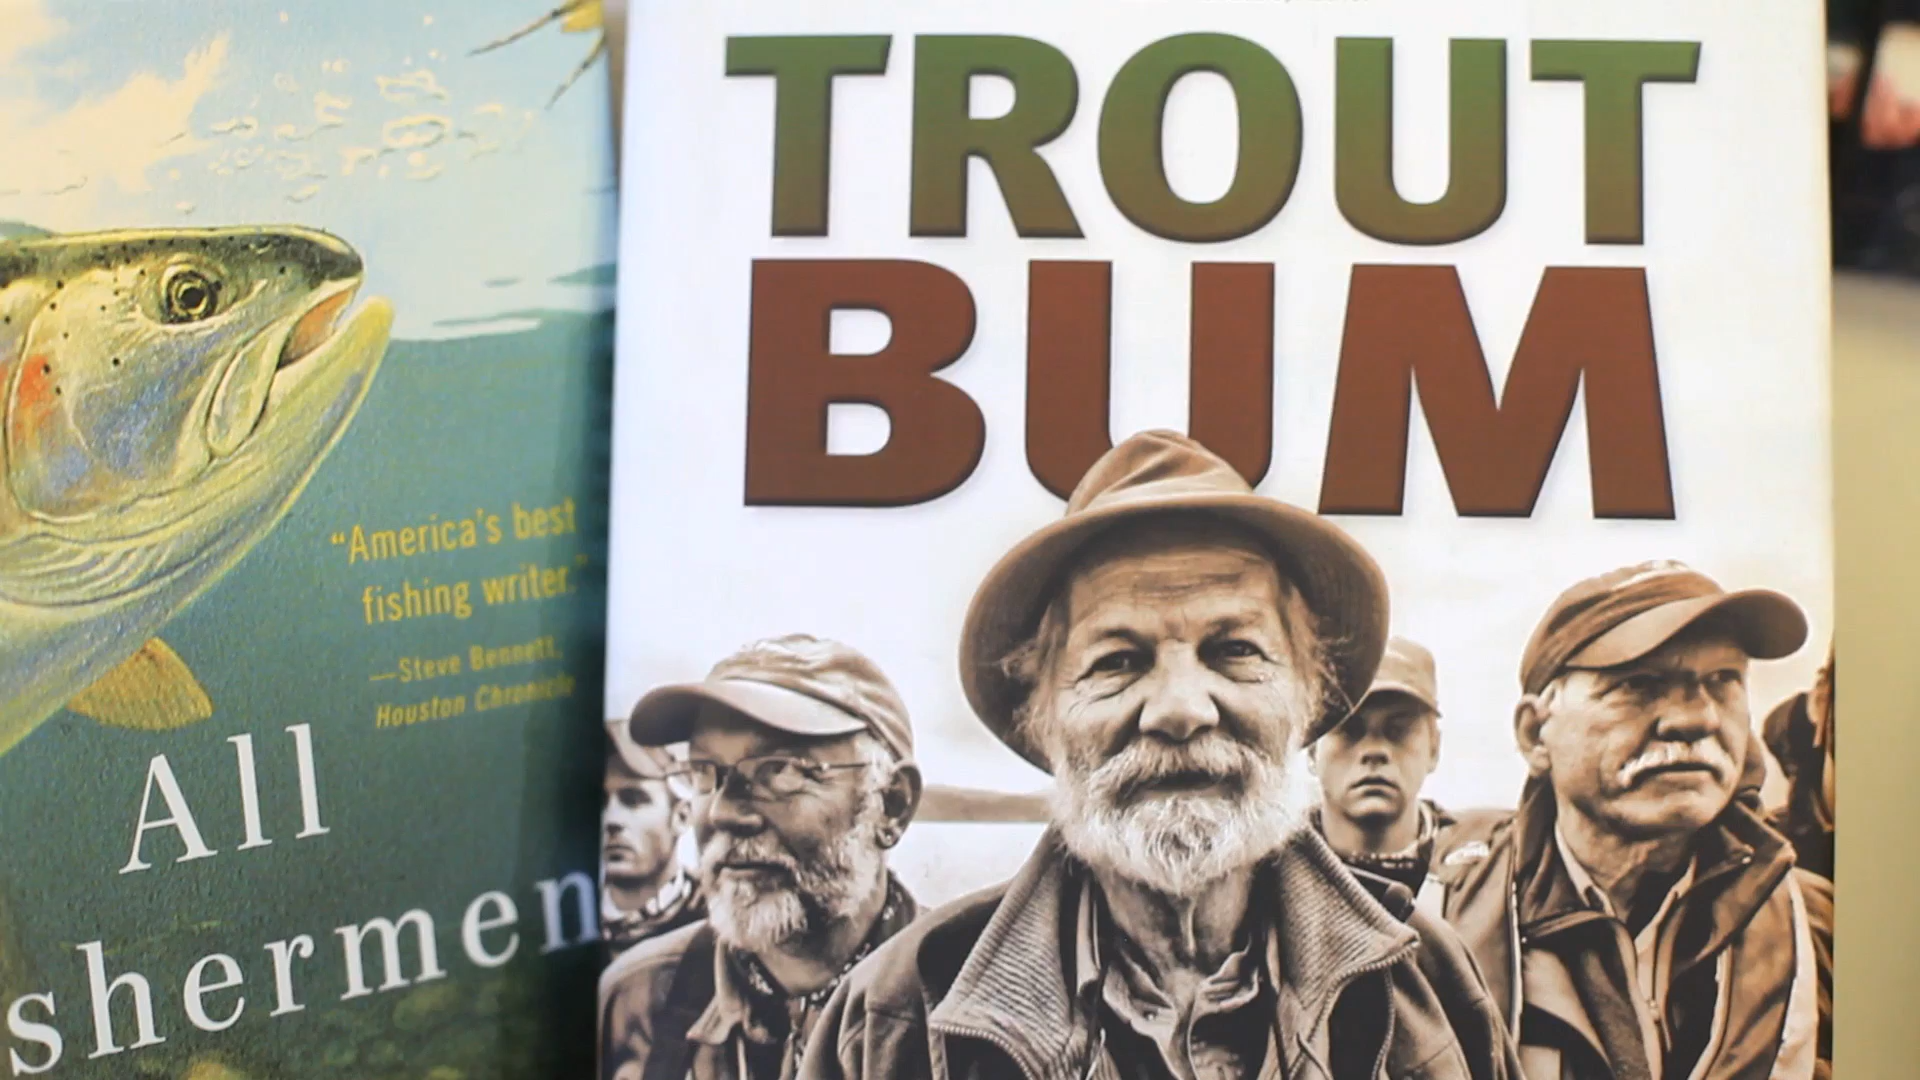 "America's best
fishing writer."
—Steve Bennett,
Houston Chronicle
All
shermen
TROUT
BUM